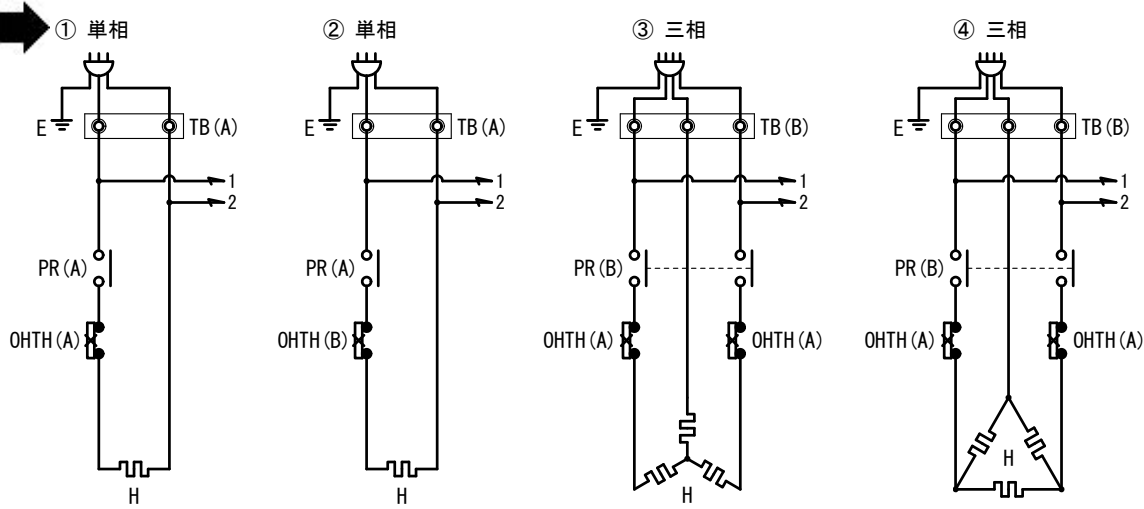 ① 単相
E
TB(A)
1
2
PR(A)
OHTH(A)
H
② 単相
E
TB(A)
1
2
PR(A)
OHTH(B)
H
③ 三相
E
TB(B)
1
2
PR(B)
OHTH(A)
OHTH(A)
H
④ 三相
E
TB(B)
1
2
PR(B)
OHTH(A)
OHTH(A)
H